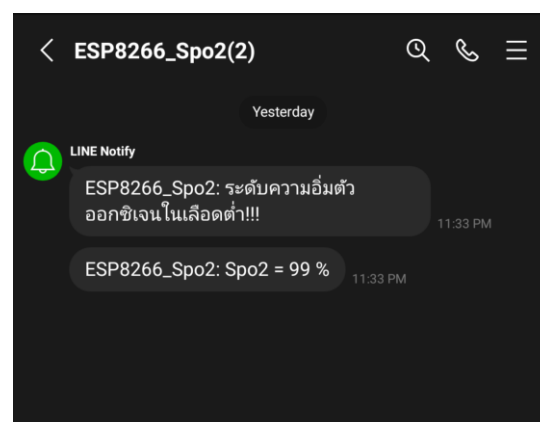 ESP8266_Spo2(2)
Yesterday
LINE Notify
ESP8266_Spo2: ระดับความอิ่มตัว
ออกซิเจนในเลือดต่ำ!!!
11:33 PM
ESP8266_Spo2: Spo2 = 99 %
11:33 PM